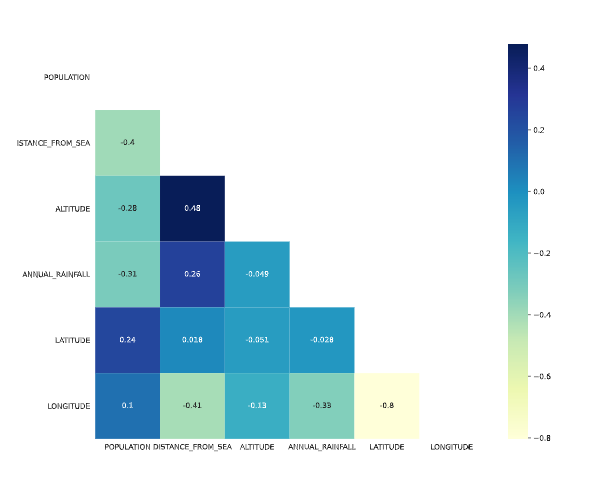 POPULATION
ISTANCE_FROM_SEA
-0.4
ALTITUDE
-0.28 0.48
ANNUAL_RAINFALL
-0.31 0.26 -0.049
LATITUDE
0.24 0.018 -0.051 -0.028
LONGITUDE
0.1 -0.41 -0.13 -0.33 -0.8
POPULATION DISTANCE_FROM_SEA ALTITUDE ANNUAL_RAINFALL LATITUDE LONGITUDE
0.4
0.2
0.0
−0.2
−0.4
−0.6
−0.8